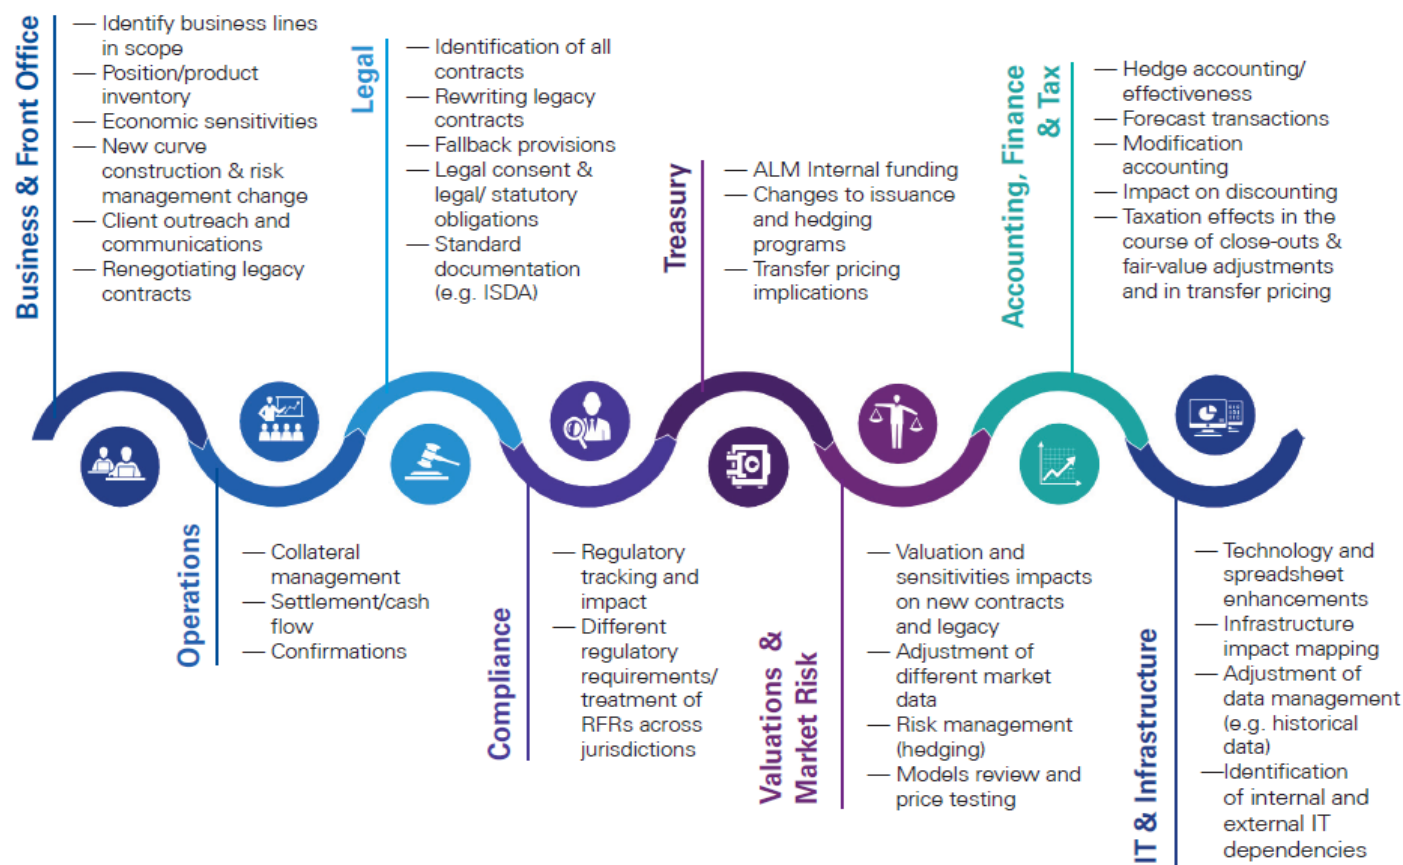 Business & Front Office
— Identify business lines
in scope
— Position/product
inventory
— Economic sensitivities
— New curve
construction & risk
management change
— Client outreach and
communications
— Renegotiating legacy
contracts
Operations
— Collateral
management
— Settlement/cash
flow
— Confirmations
Legal
— Identification of all
contracts
— Rewriting legacy
contracts
— Fallback provisions
— Legal consent &
legal/ statutory
obligations
— Standard
documentation
(e.g. ISDA)
Compliance
— Regulatory
tracking and
impact
— Different
regulatory
requirements/
treatment of
RFRs across
jurisdictions
Treasury
— ALM Internal funding
— Changes to issuance
and hedging
programs
— Transfer pricing
implications
Valuations &
Market Risk
— Valuation and
sensitivities impacts
on new contracts
and legacy
— Adjustment of
different market
data
— Risk management
(hedging)
— Models review and
price testing
Accounting, Finance
& Tax
— Hedge accounting/
effectiveness
— Forecast transactions
— Modification
accounting
— Impact on discounting
— Taxation effects in the
course of close-outs &
fair-value adjustments
and in transfer pricing
IT & Infrastructure
— Technology and
spreadsheet
enhancements
— Infrastructure
impact mapping
— Adjustment of
data management
(e.g. historical
data)
—Identification
of internal and
external IT
dependencies